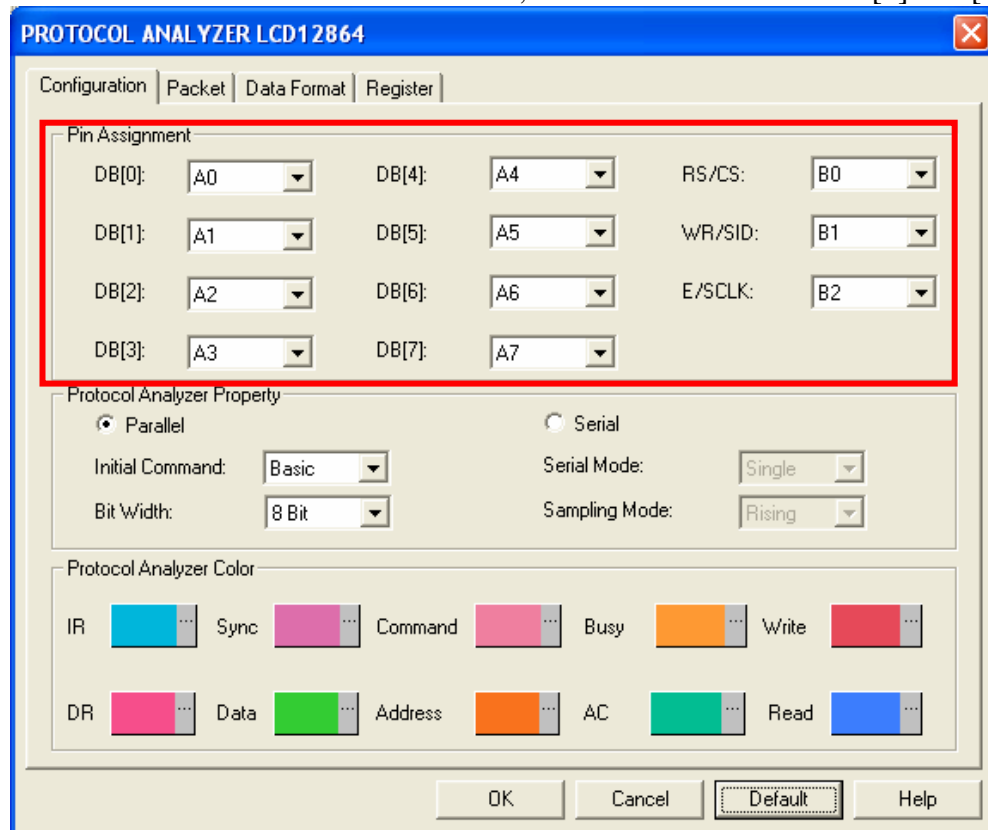 PROTOCOL ANALYZER LCD12864
Configuration Packet Data Format Register
Pin Assignment
DB[0]: A0 DB[4]: A4 RS/CS: B0
DB[1]: A1 DB[5]: A5 WR/SID: B1
DB[2]: A2 DB[6]: A6 E/SCLK: B2
DB[3]: A3 DB[7]: A7
Protocol Analyzer Property
Parallel Serial
Initial Command: Basic Serial Mode: Single
Bit Width: 8 Bit Sampling Mode: Rising
Protocol Analyzer Color
IR ... Sync ... Command ... Busy ... Write ...
DR ... Data ... Address ... AC ... Read ...
OK Cancel Default Help